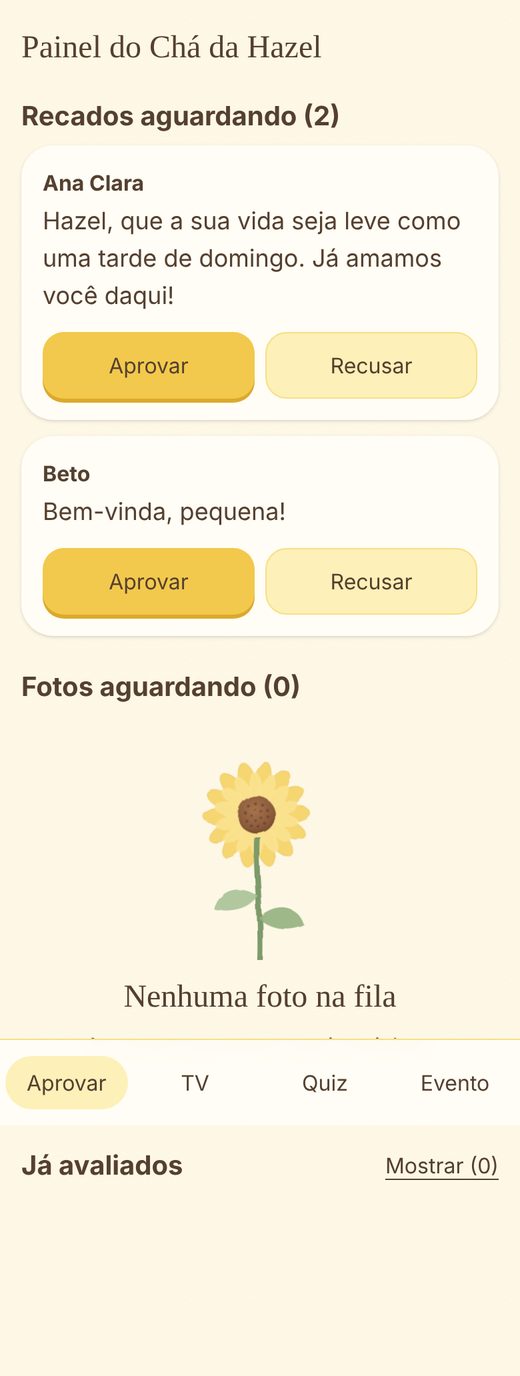 Painel do Chá da Hazel
Recados aguardando (2)
Ana Clara
Hazel, que a sua vida seja leve como
uma tarde de domingo. Já amamos
você daqui!
Aprovar
Recusar
Beto
Bem-vinda, pequena!
Aprovar
Recusar
Fotos aguardando (0)
Nenhuma foto na fila
Aprovar
TV
Quiz
Evento
Já avaliados
Mostrar (0)